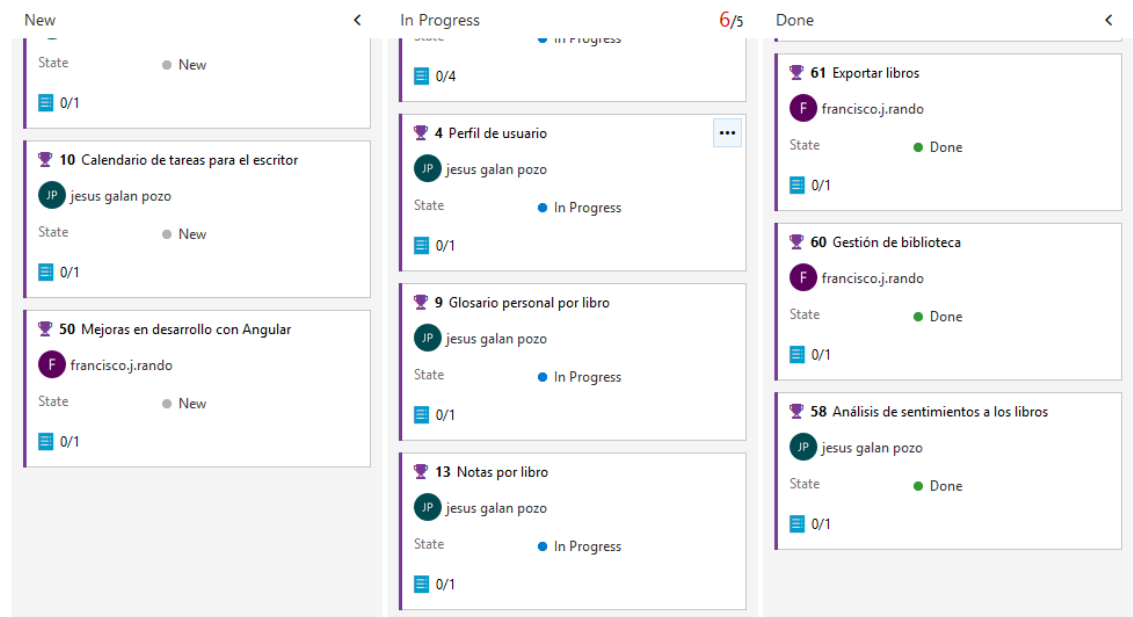 New
State
New
0/1
10 Calendario de tareas para el escritor
JP jesus galan pozo
State
New
0/1
50 Mejoras en desarrollo con Angular
F francisco.j.rando
State
New
0/1
In Progress 6/5
State
In Progress
0/4
4 Perfil de usuario
JP jesus galan pozo
State
In Progress
0/1
9 Glosario personal por libro
JP jesus galan pozo
State
In Progress
0/1
13 Notas por libro
JP jesus galan pozo
State
In Progress
0/1
Done
61 Exportar libros
F francisco.j.rando
State
Done
0/1
60 Gestión de biblioteca
F francisco.j.rando
State
Done
0/1
58 Análisis de sentimientos a los libros
JP jesus galan pozo
State
Done
0/1